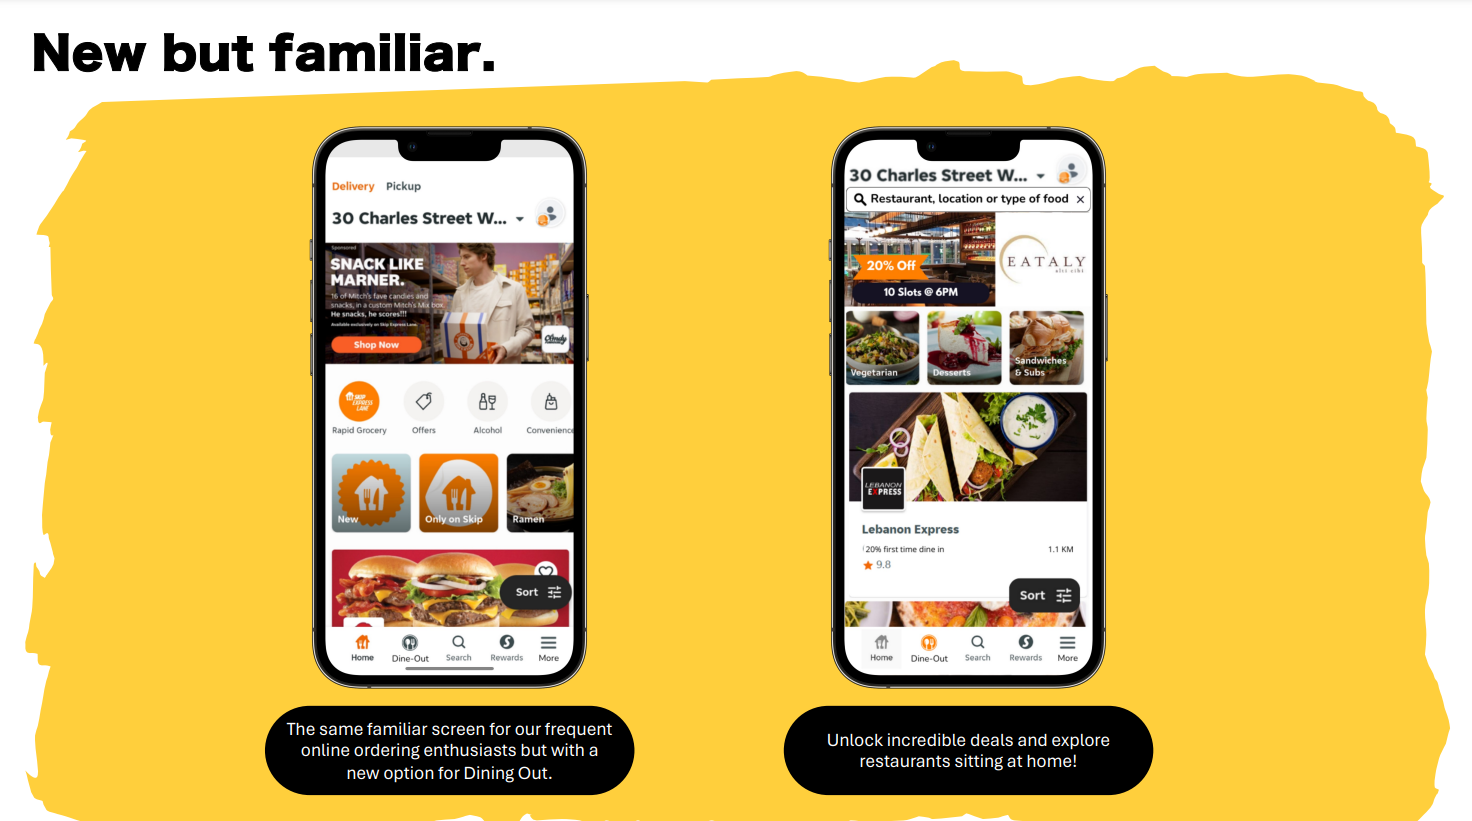 New but familiar.
Delivery Pickup
30 Charles Street W...
Sponsored
SNACK LIKE
MARNER.
16 of Mitch's fave candies and
snacks, in a custom Mitch's Mix box.
He snacks, he scores!!!
Available exclusively on Skip Express Lane.
Shop Now
SKIP
EXPRESS
LANE
Rapid Grocery Offers Alcohol Convenience
New Only on Skip Ramen
Sort
Home Dine-Out Search Rewards More
The same familiar screen for our frequent
online ordering enthusiasts but with a
new option for Dining Out.
30 Charles Street W...
Restaurant, location or type of food ×
20% Off
10 Slots @ 6PM
EATALY
Vegetarian Desserts Sandwiches
& Subs
LEBANON
EXPRESS
Lebanon Express
20% first time dine in 1.1 KM
9.8
Sort
Home Dine-Out Search Rewards More
Unlock incredible deals and explore
restaurants sitting at home!